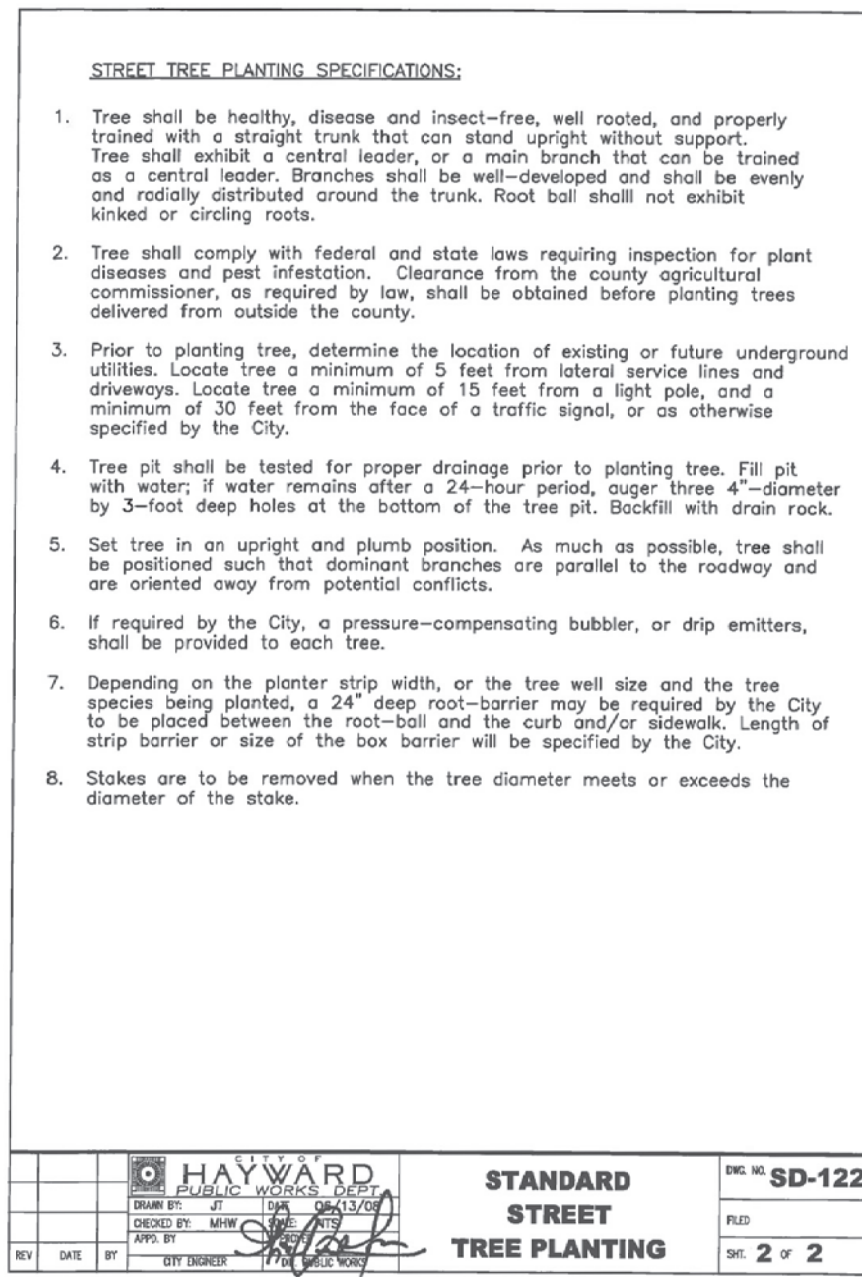 STREET TREE PLANTING SPECIFICATIONS:
1. Tree shall be healthy, disease and insect-free, well rooted, and properly
trained with a straight trunk that can stand upright without support.
Tree shall exhibit a central leader, or a main branch that can be trained
as a central leader. Branches shall be well-developed and shall be evenly
and radially distributed around the trunk. Root ball shalll not exhibit
kinked or circling roots.
2. Tree shall comply with federal and state laws requiring inspection for plant
diseases and pest infestation. Clearance from the county agricultural
commissioner, as required by law, shall be obtained before planting trees
delivered from outside the county.
3. Prior to planting tree, determine the location of existing or future underground
utilities. Locate tree a minimum of 5 feet from lateral service lines and
driveways. Locate tree a minimum of 15 feet from a light pole, and a
minimum of 30 feet from the face of a traffic signal, or as otherwise
specified by the City.
4. Tree pit shall be tested for proper drainage prior to planting tree. Fill pit
with water; if water remains after a 24-hour period, auger three 4"-diameter
by 3-foot deep holes at the bottom of the tree pit. Backfill with drain rock.
5. Set tree in an upright and plumb position. As much as possible, tree shall
be positioned such that dominant branches are parallel to the roadway and
are oriented away from potential conflicts.
6. If required by the City, a pressure-compensating bubbler, or drip emitters,
shall be provided to each tree.
7. Depending on the planter strip width, or the tree well size and the tree
species being planted, a 24" deep root-barrier may be required by the City
to be placed between the root-ball and the curb and/or sidewalk. Length of
strip barrier or size of the box barrier will be specified by the City.
8. Stakes are to be removed when the tree diameter meets or exceeds the
diameter of the stake.
CITY OF
HAYWARD
PUBLIC WORKS DEPT.
DRAWN BY: JT DATE
CHECKED BY: MHW SCALE: NTS
APPD. BY
CITY ENGINEER DIR. PUBLIC WORKS
REV DATE BY
STANDARD
STREET
TREE PLANTING
DWG. NO. SD-122
FILED
SHT. 2 OF 2